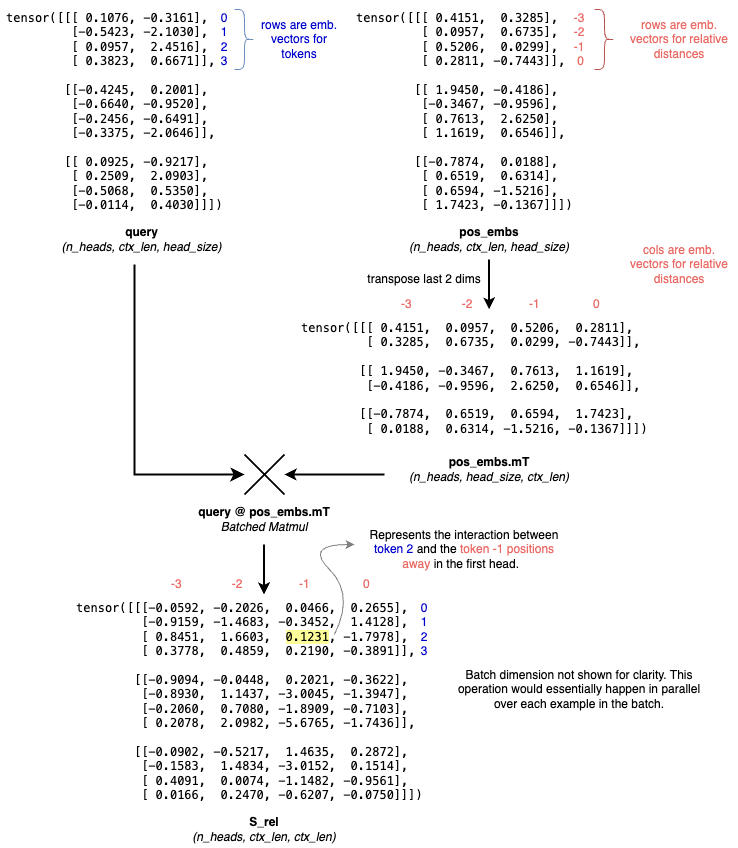 tensor([[[ 0.1076, -0.3161], 0
[-0.5423, -2.1030], 1
[ 0.0957, 2.4516], 2
[ 0.3823, 0.6671]], 3
rows are emb.
vectors for
tokens
[[-0.4245, 0.2001],
[-0.6640, -0.9520],
[-0.2456, -0.6491],
[-0.3375, -2.0646]],
[[ 0.0925, -0.9217],
[ 0.2509, 2.0903],
[-0.5068, 0.5350],
[-0.0114, 0.4030]]])
query
(n_heads, ctx_len, head_size)
tensor([[[ 0.4151, 0.3285], -3
[ 0.0957, 0.6735], -2
[ 0.5206, 0.0299], -1
[ 0.2811, -0.7443]], 0
rows are emb.
vectors for relative
distances
[[ 1.9450, -0.4186],
[-0.3467, -0.9596],
[ 0.7613, 2.6250],
[ 1.1619, 0.6546]],
[[-0.7874, 0.0188],
[ 0.6519, 0.6314],
[ 0.6594, -1.5216],
[ 1.7423, -0.1367]]])
pos_embs
(n_heads, ctx_len, head_size)
cols are emb.
vectors for relative
distances
transpose last 2 dims
-3 -2 -1 0
tensor([[[ 0.4151, 0.0957, 0.5206, 0.2811],
[ 0.3285, 0.6735, 0.0299, -0.7443]],
[[ 1.9450, -0.3467, 0.7613, 1.1619],
[-0.4186, -0.9596, 2.6250, 0.6546]],
[[-0.7874, 0.6519, 0.6594, 1.7423],
[ 0.0188, 0.6314, -1.5216, -0.1367]]])
pos_embs.mT
(n_heads, head_size, ctx_len)
query @ pos_embs.mT
Batched Matmul
Represents the interaction between
token 2 and the token -1 positions
away in the first head.
-3 -2 -1 0
tensor([[[-0.0592, -0.2026, 0.0466, 0.2655], 0
[-0.9159, -1.4683, -0.3452, 1.4128], 1
[ 0.8451, 1.6603, 0.1231, -1.7978], 2
[ 0.3778, 0.4859, 0.2190, -0.3891]], 3
[[-0.9094, -0.0448, 0.2021, -0.3622],
[-0.8930, 1.1437, -3.0045, -1.3947],
[-0.2060, 0.7080, -1.8909, -0.7103],
[ 0.2078, 2.0982, -5.6765, -1.7436]],
[[-0.0902, -0.5217, 1.4635, 0.2872],
[-0.1583, 1.4834, -3.0152, 0.1514],
[ 0.4091, 0.0074, -1.1482, -0.9561],
[ 0.0166, 0.2470, -0.6207, -0.0750]]])
Batch dimension not shown for clarity. This
operation would essentially happen in parallel
over each example in the batch.
S_rel
(n_heads, ctx_len, ctx_len)